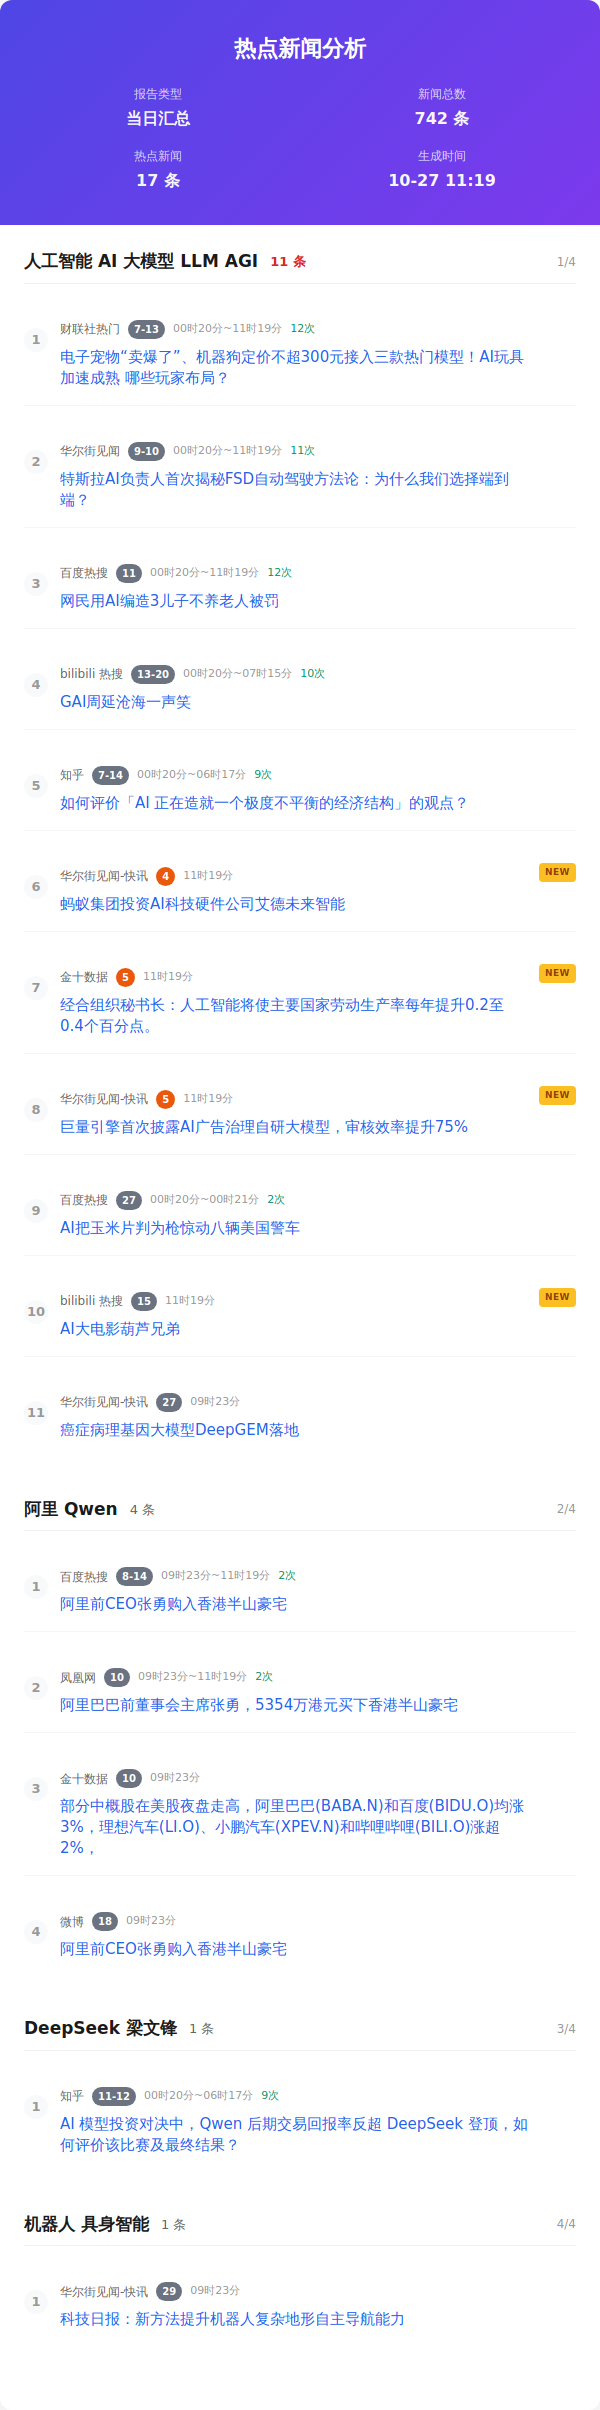 热点新闻分析
报告类型
新闻总数
当日汇总
742 条
热点新闻
生成时间
17 条
10-27 11:19
人工智能 AI 大模型 LLM AGI 11 条 1/4
1 财联社热门 7-13 00时20分~11时19分 12次
电子宠物“卖爆了”、机器狗定价不超300元接入三款热门模型！AI玩具
加速成熟 哪些玩家布局？
2 华尔街见闻 9-10 00时20分~11时19分 11次
特斯拉AI负责人首次揭秘FSD自动驾驶方法论：为什么我们选择端到
端？
3 百度热搜 11 00时20分~11时19分 12次
网民用AI编造3儿子不养老人被罚
4 bilibili 热搜 13-20 00时20分~07时15分 10次
GAI周延沧海一声笑
5 知乎 7-14 00时20分~06时17分 9次
如何评价「AI 正在造就一个极度不平衡的经济结构」的观点？
6 华尔街见闻-快讯 4 11时19分 NEW
蚂蚁集团投资AI科技硬件公司艾德未来智能
7 金十数据 5 11时19分 NEW
经合组织秘书长：人工智能将使主要国家劳动生产率每年提升0.2至
0.4个百分点。
8 华尔街见闻-快讯 5 11时19分 NEW
巨量引擎首次披露AI广告治理自研大模型，审核效率提升75%
9 百度热搜 27 00时20分~00时21分 2次
AI把玉米片判为枪惊动八辆美国警车
10 bilibili 热搜 15 11时19分 NEW
AI大电影葫芦兄弟
11 华尔街见闻-快讯 27 09时23分
癌症病理基因大模型DeepGEM落地
阿里 Qwen 4 条 2/4
1 百度热搜 8-14 09时23分~11时19分 2次
阿里前CEO张勇购入香港半山豪宅
2 凤凰网 10 09时23分~11时19分 2次
阿里巴巴前董事会主席张勇，5354万港元买下香港半山豪宅
3 金十数据 10 09时23分
部分中概股在美股夜盘走高，阿里巴巴(BABA.N)和百度(BIDU.O)均涨
3%，理想汽车(LI.O)、小鹏汽车(XPEV.N)和哔哩哔哩(BILI.O)涨超
2%，
4 微博 18 09时23分
阿里前CEO张勇购入香港半山豪宅
DeepSeek 梁文锋 1 条 3/4
1 知乎 11-12 00时20分~06时17分 9次
AI 模型投资对决中，Qwen 后期交易回报率反超 DeepSeek 登顶，如
何评价该比赛及最终结果？
机器人 具身智能 1 条 4/4
1 华尔街见闻-快讯 29 09时23分
科技日报：新方法提升机器人复杂地形自主导航能力